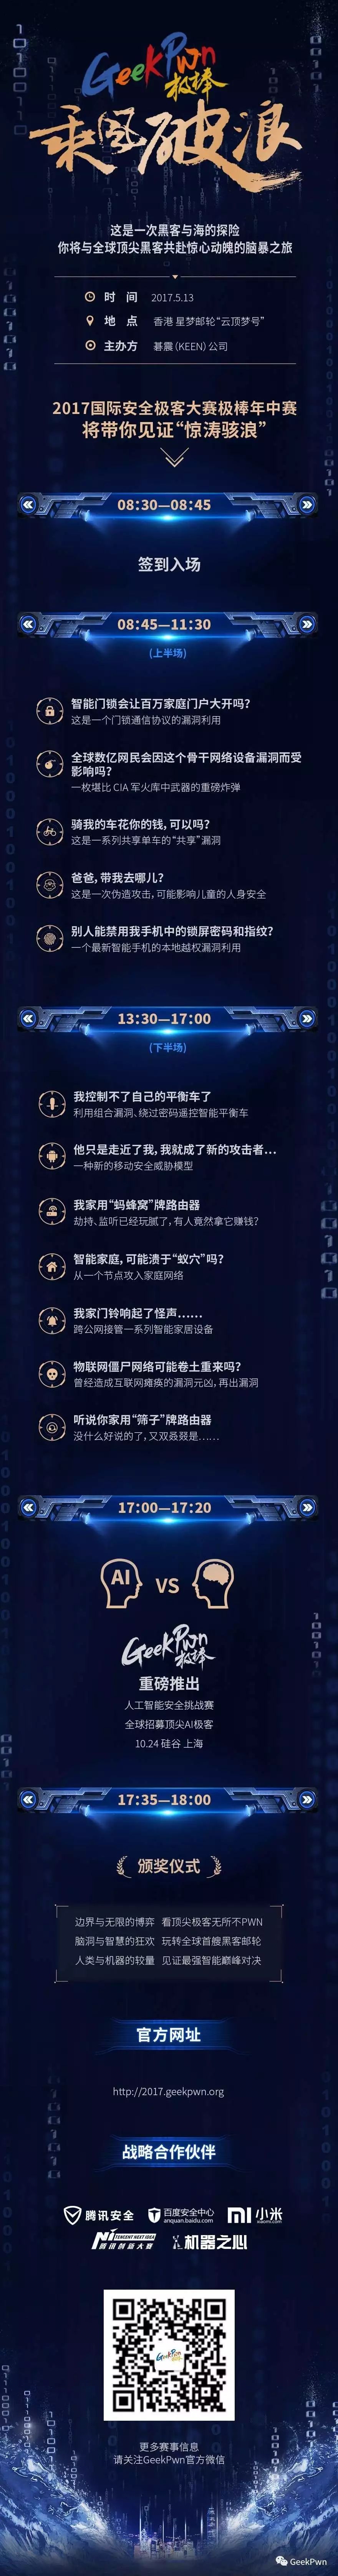 GeekPwn
极棒
乘风破浪
这是一次黑客与海的探险
你将与全球顶尖黑客共赴惊心动魄的脑暴之旅
时 间 2017.5.13
地 点 香港 星梦邮轮“云顶梦号”
主办方 碁震（KEEN）公司
2017国际安全极客大赛极棒年中赛
将带你见证“惊涛骇浪”
08:30—08:45
签到入场
08:45—11:30
(上半场)
智能门锁会让百万家庭门户大开吗？
这是一个门锁通信协议的漏洞利用
全球数亿网民会因这个骨干网络设备漏洞而受
影响吗？
一枚堪比 CIA 军火库中武器的重磅炸弹
骑我的车花你的钱，可以吗？
这是一系列共享单车的“共享”漏洞
爸爸，带我去哪儿？
这是一次伪造攻击，可能影响儿童的人身安全
别人能禁用我手机中的锁屏密码和指纹？
一个最新智能手机的本地越权漏洞利用
13:30—17:00
(下半场)
我控制不了自己的平衡车了
利用组合漏洞、绕过密码遥控智能平衡车
他只是走近了我，我就成了新的攻击者...
一种新的移动安全威胁模型
我家用“蚂蜂窝”牌路由器
劫持、监听已经玩腻了，有人竟然拿它赚钱？
智能家庭，可能溃于“蚁穴”吗？
从一个节点攻入家庭网络
我家门铃响起了怪声......
跨公网接管一系列智能家居设备
物联网僵尸网络可能卷土重来吗？
曾经造成互联网瘫痪的漏洞元凶，再出漏洞
听说你家用“筛子”牌路由器
没什么好说的了，又双叒叕是......
17:00—17:20
AI VS
GeekPwn
极棒
重磅推出
人工智能安全挑战赛
全球招募顶尖AI极客
10.24 硅谷 上海
17:35—18:00
颁奖仪式
边界与无限的博弈 看顶尖极客无所不PWN
脑洞与智慧的狂欢 玩转全球首艘黑客邮轮
人类与机器的较量 见证最强智能巅峰对决
官方网址
http://2017.geekpwn.org
战略合作伙伴
腾讯安全 百度安全中心 anquan.baidu.com mi 小米 xiaomi.com
Ni TENCENT NEXT IDEA 腾讯创新大赛 机器之心
GeekPwn
更多赛事信息
请关注GeekPwn官方微信
GeekPwn